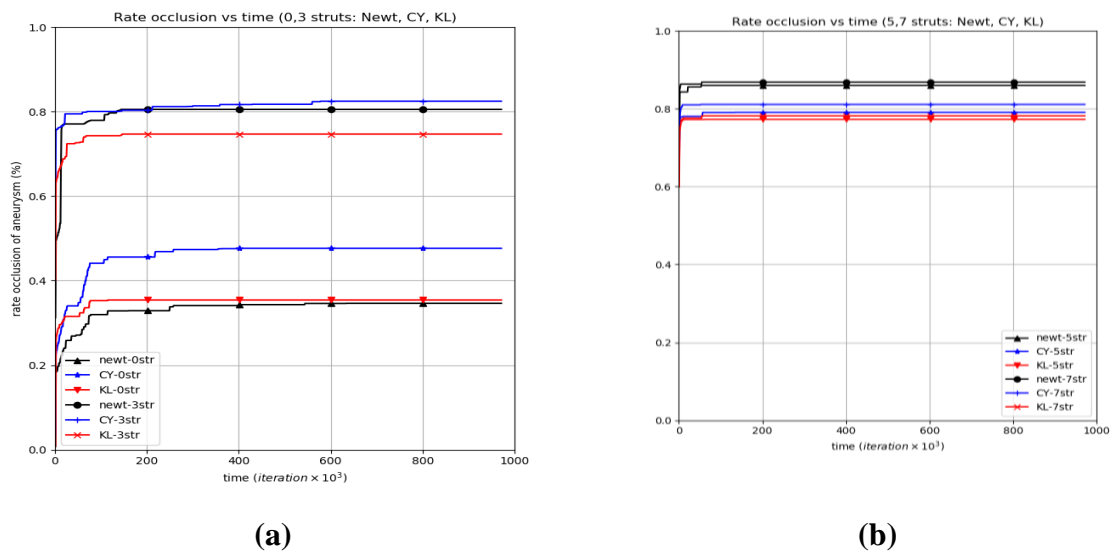 Rate occlusion vs time (0,3 struts: Newt, CY, KL)
1.0
0.8
0.6
0.4
0.2
0.0
rate occlusion of aneurysm (%)
newt-0str
CY-0str
KL-0str
newt-3str
CY-3str
KL-3str
0 200 400 600 800 1000
time (iteration × 10³)
(a)
Rate occlusion vs time (5,7 struts: Newt, CY, KL)
1.0
0.8
0.6
0.4
0.2
0.0
newt-5str
CY-5str
KL-5str
newt-7str
CY-7str
KL-7str
0 200 400 600 800 1000
time (iteration × 10³)
(b)